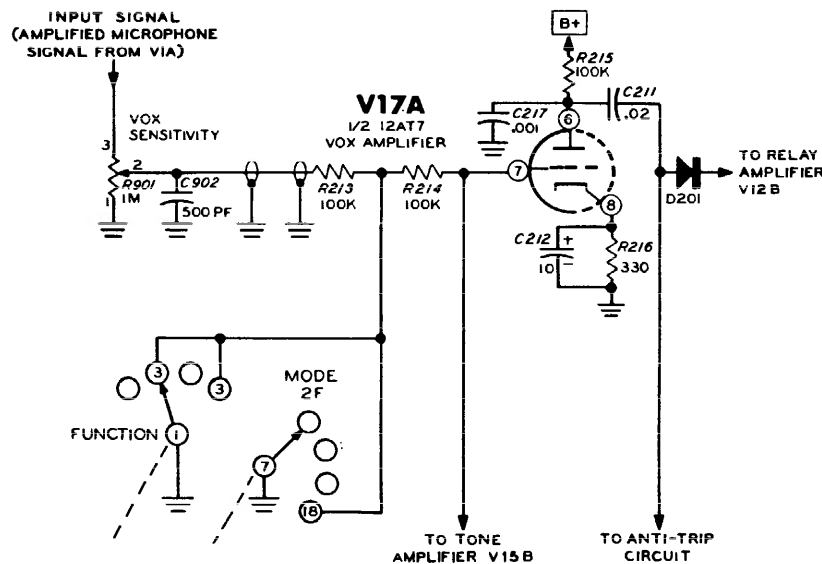 INPUT SIGNAL
(AMPLIFIED MICROPHONE
SIGNAL FROM V1A)
VOX
SENSITIVITY
3
2
R901
1M
1
C902
500 PF
V17A
1/2 12AT7
VOX AMPLIFIER
R213
100K
R214
100K
B+
R215
100K
C217
.001
6
C211
.02
7
8
C212
+
10
−
R216
330
D201
TO RELAY
AMPLIFIER
V12B
3
3
FUNCTION
1
MODE
2F
7
18
TO TONE
AMPLIFIER V15B
TO ANTI-TRIP
CIRCUIT